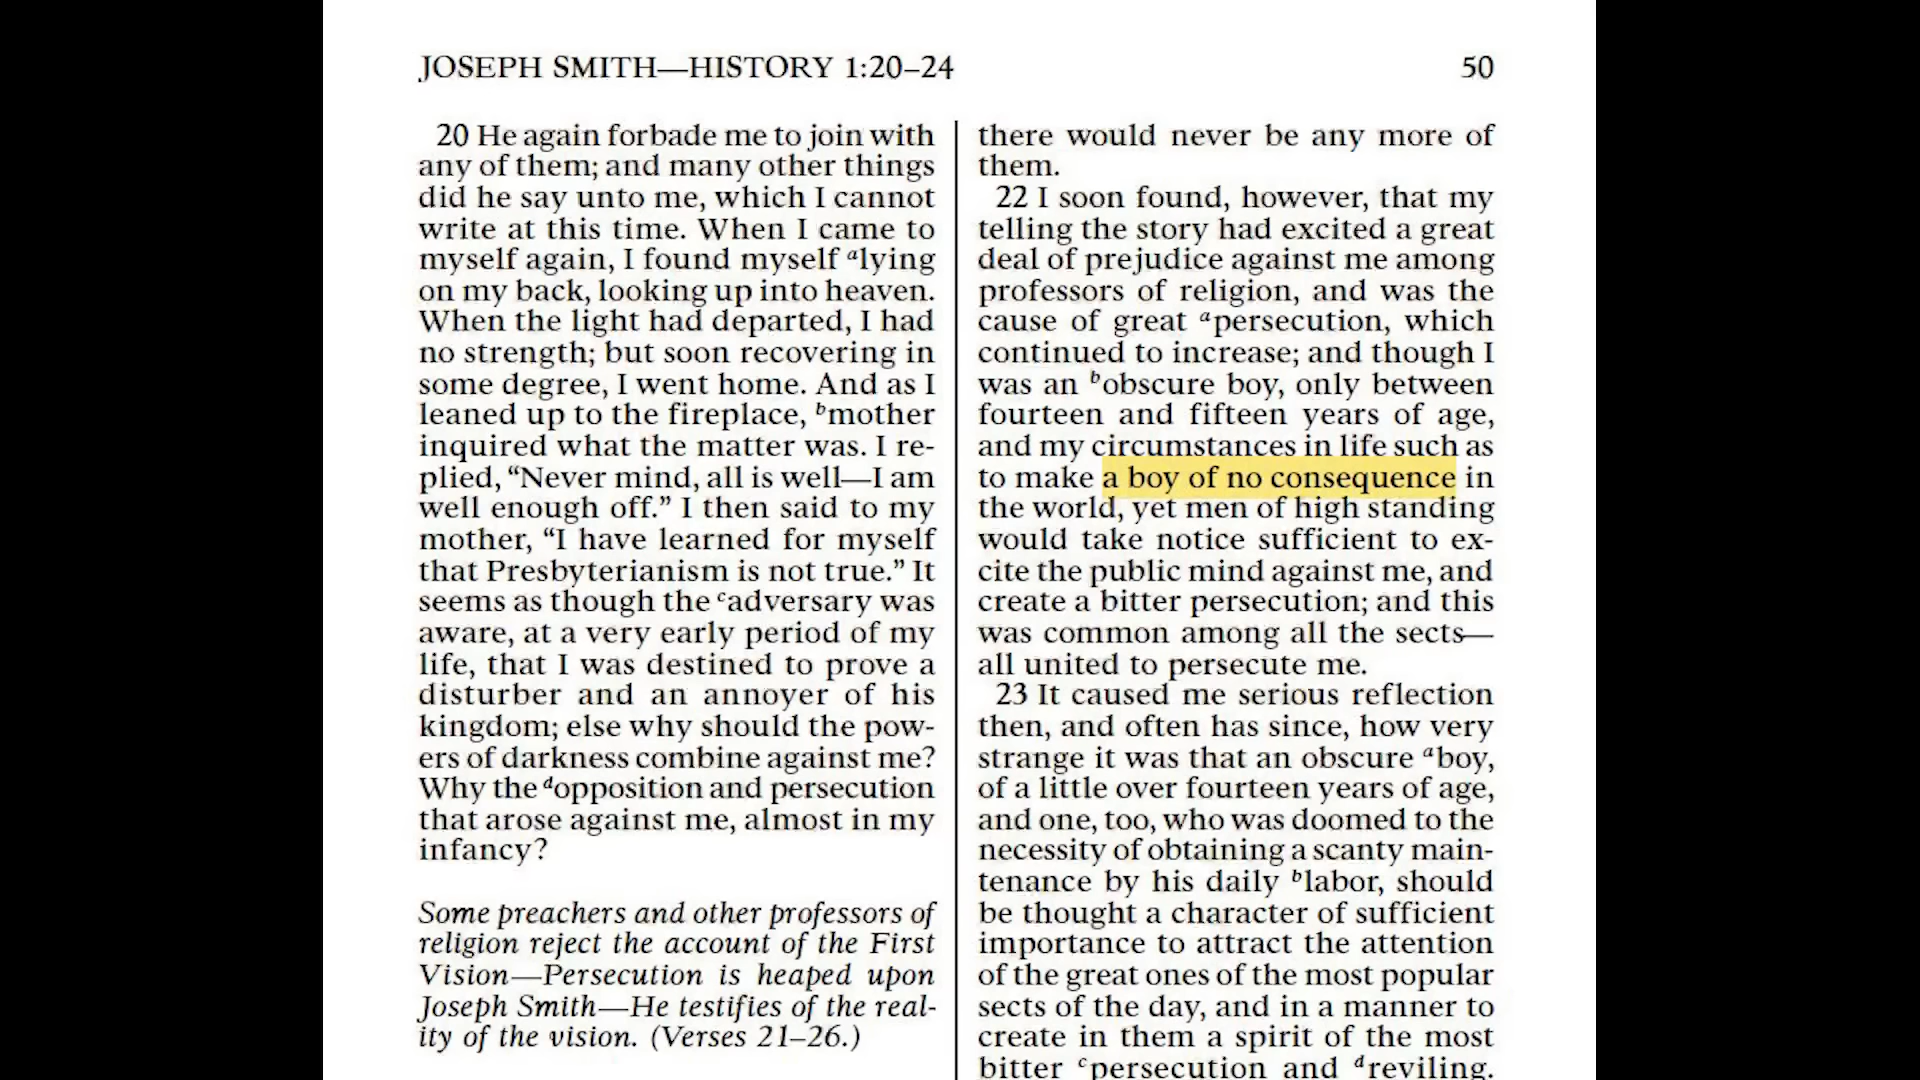 JOSEPH SMITH—HISTORY 1:20–24
50
20 He again forbade me to join with
any of them; and many other things
did he say unto me, which I cannot
write at this time. When I came to
myself again, I found myself ᵃlying
on my back, looking up into heaven.
When the light had departed, I had
no strength; but soon recovering in
some degree, I went home. And as I
leaned up to the fireplace, ᵇmother
inquired what the matter was. I re-
plied, “Never mind, all is well—I am
well enough off.” I then said to my
mother, “I have learned for myself
that Presbyterianism is not true.” It
seems as though the ᶜadversary was
aware, at a very early period of my
life, that I was destined to prove a
disturber and an annoyer of his
kingdom; else why should the pow-
ers of darkness combine against me?
Why the ᵈopposition and persecution
that arose against me, almost in my
infancy?
Some preachers and other professors of
religion reject the account of the First
Vision—Persecution is heaped upon
Joseph Smith—He testifies of the real-
ity of the vision. (Verses 21–26.)
there would never be any more of
them.
22 I soon found, however, that my
telling the story had excited a great
deal of prejudice against me among
professors of religion, and was the
cause of great ᵃpersecution, which
continued to increase; and though I
was an ᵇobscure boy, only between
fourteen and fifteen years of age,
and my circumstances in life such as
to make a boy of no consequence in
the world, yet men of high standing
would take notice sufficient to ex-
cite the public mind against me, and
create a bitter persecution; and this
was common among all the sects—
all united to persecute me.
23 It caused me serious reflection
then, and often has since, how very
strange it was that an obscure ᵃboy,
of a little over fourteen years of age,
and one, too, who was doomed to the
necessity of obtaining a scanty main-
tenance by his daily ᵇlabor, should
be thought a character of sufficient
importance to attract the attention
of the great ones of the most popular
sects of the day, and in a manner to
create in them a spirit of the most
bitter ᶜpersecution and ᵈreviling.